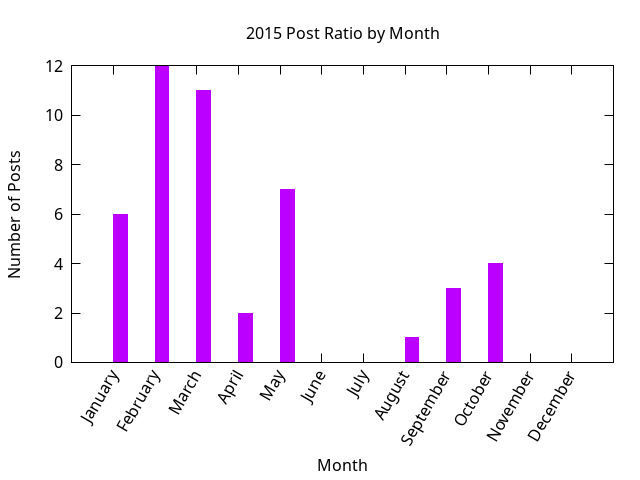 2015 Post Ratio by Month
12
10
8
6
4
2
0
Number of Posts
January
February
March
April
May
June
July
August
September
October
November
December
Month